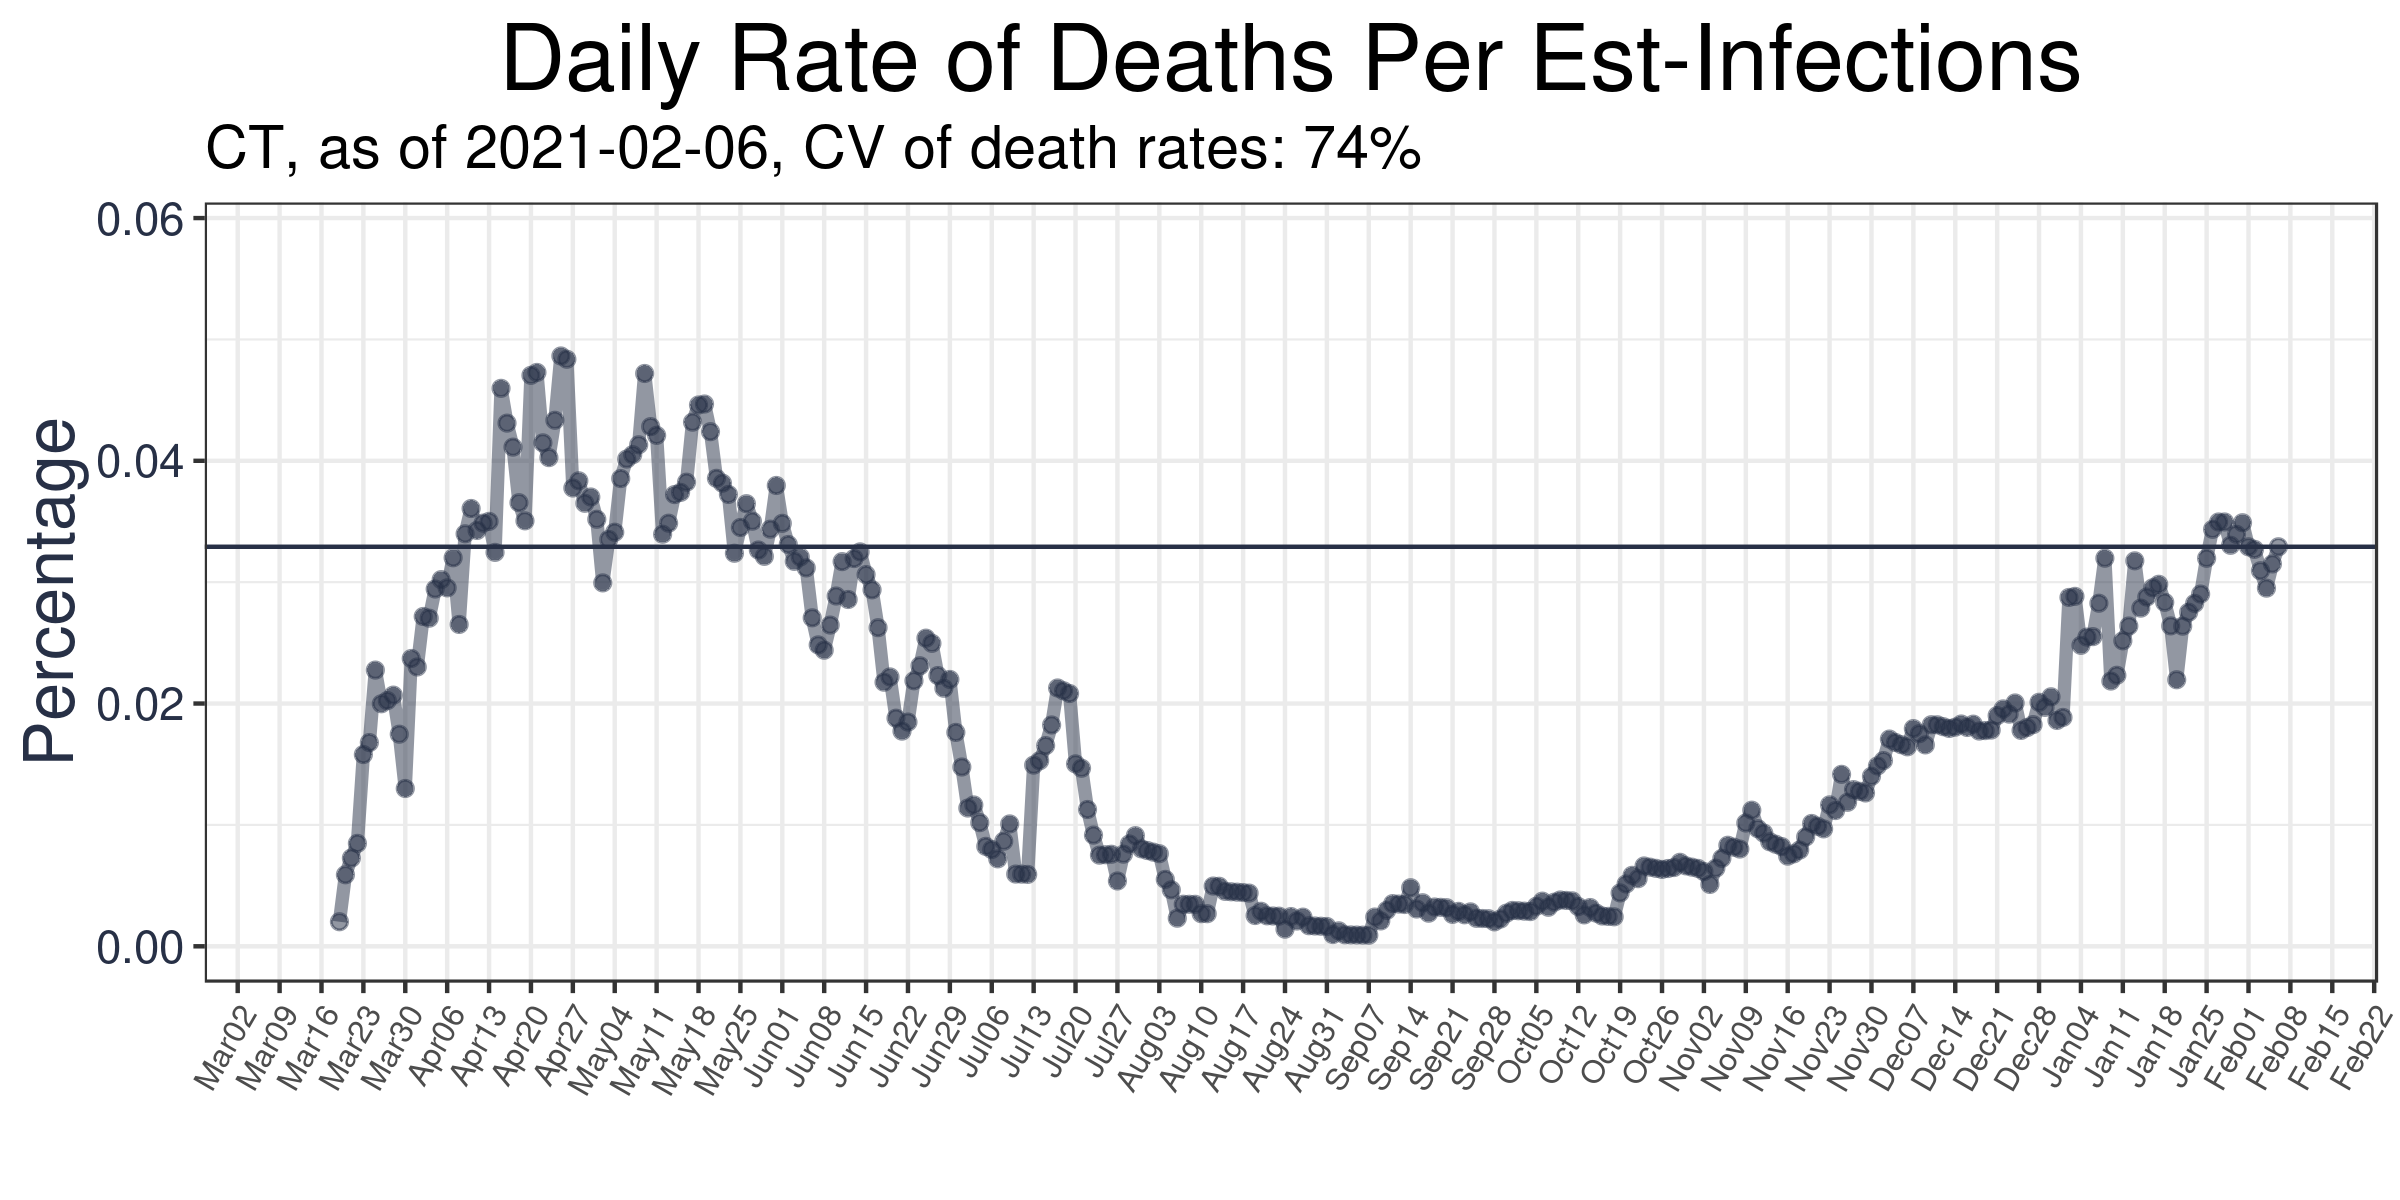 Daily Rate of Deaths Per Est-Infections
CT, as of 2021-02-06, CV of death rates: 74%
Percentage
0.06
0.04
0.02
0.00
Mar02
Mar09
Mar16
Mar23
Mar30
Apr06
Apr13
Apr20
Apr27
May04
May11
May18
May25
Jun01
Jun08
Jun15
Jun22
Jun29
Jul06
Jul13
Jul20
Jul27
Aug03
Aug10
Aug17
Aug24
Aug31
Sep07
Sep14
Sep21
Sep28
Oct05
Oct12
Oct19
Oct26
Nov02
Nov09
Nov16
Nov23
Nov30
Dec07
Dec14
Dec21
Dec28
Jan04
Jan11
Jan18
Jan25
Feb01
Feb08
Feb15
Feb22